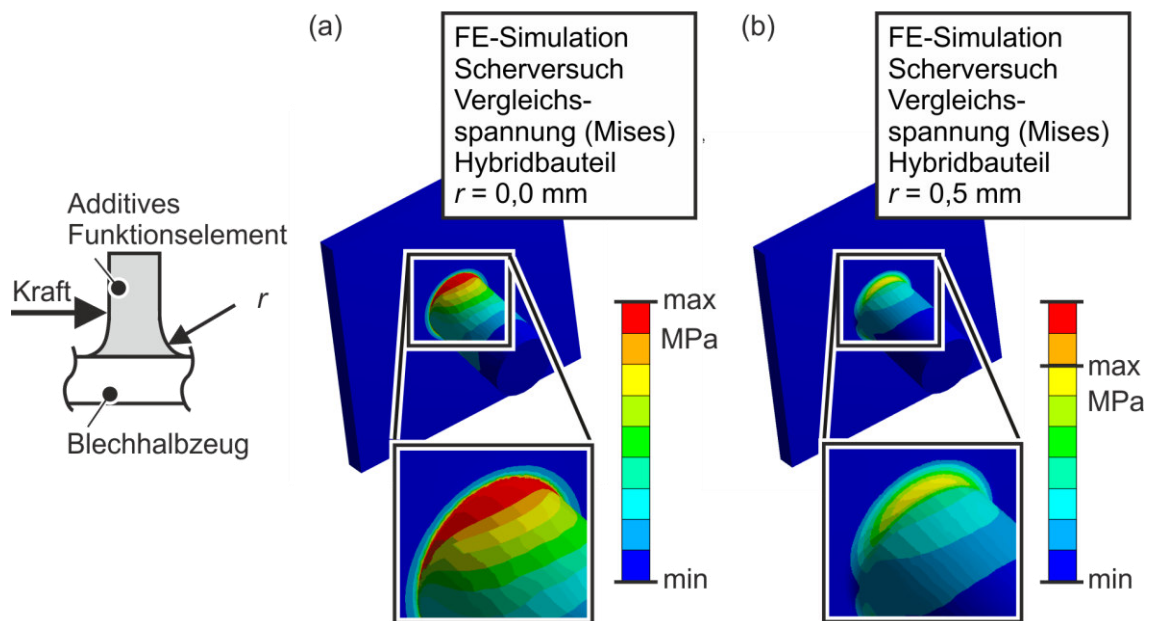 (a)
FE-Simulation
Scherversuch
Vergleichs-
spannung (Mises)
Hybridbauteil
r = 0,0 mm
,
(b)
FE-Simulation
Scherversuch
Vergleichs-
spannung (Mises)
Hybridbauteil
r = 0,5 mm
Additives
Funktionselement
Kraft
r
Blechhalbzeug
max
MPa
min
max
MPa
min